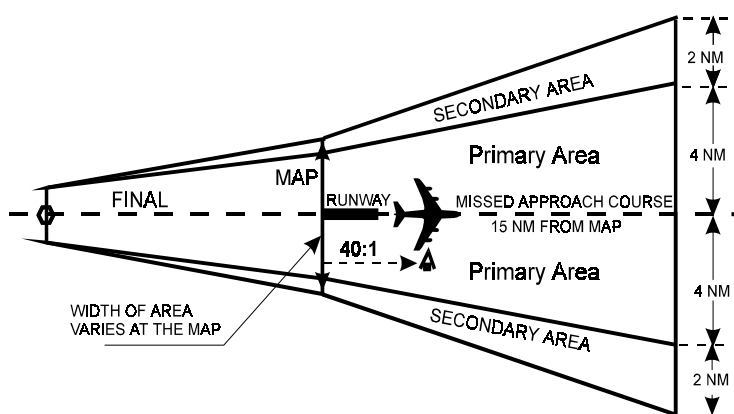 2 NM
SECONDARY AREA
4 NM
Primary Area
MAP
FINAL
RUNWAY
MISSED APPROACH COURSE
15 NM FROM MAP
40:1
Primary Area
4 NM
WIDTH OF AREA
VARIES AT THE MAP
SECONDARY AREA
2 NM